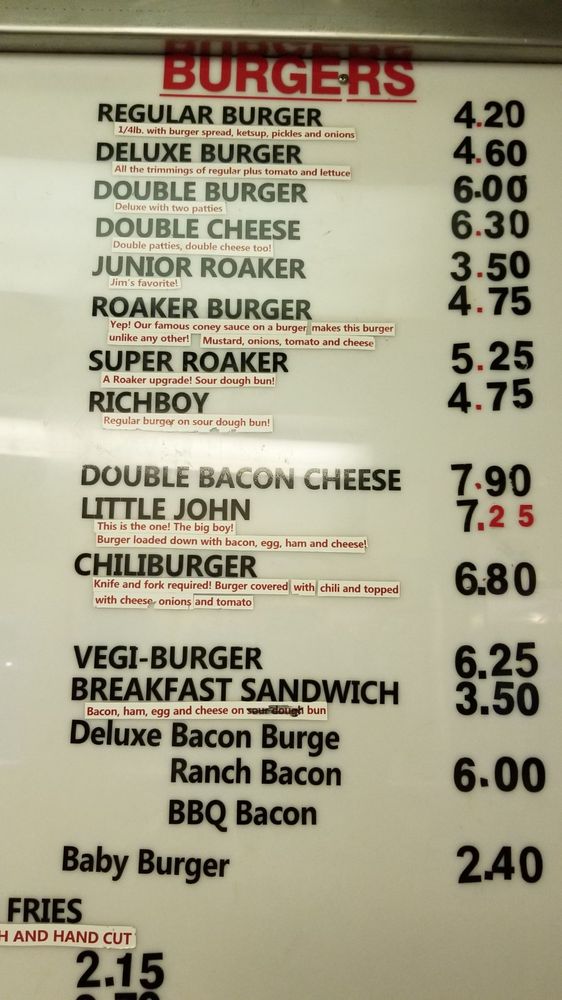 BURGERS
REGULAR BURGER 4.20
1/4lb. with burger spread, ketsup, pickles and onions
DELUXE BURGER 4.60
All the trimmings of regular plus tomato and lettuce
DOUBLE BURGER 6.00
Deluxe with two patties
DOUBLE CHEESE 6.30
Double patties, double cheese too!
JUNIOR ROAKER 3.50
Jim's favorite!
ROAKER BURGER 4.75
Yep! Our famous coney sauce on a burger makes this burger
unlike any other! Mustard, onions, tomato and cheese
SUPER ROAKER 5.25
A Roaker upgrade! Sour dough bun!
RICHBOY 4.75
Regular burger on sour dough bun!
DOUBLE BACON CHEESE 7.90
LITTLE JOHN 7.25
This is the one! The big boy!
Burger loaded down with bacon, egg, ham and cheese!
CHILIBURGER 6.80
Knife and fork required! Burger covered with chili and topped
with cheese, onions and tomato
VEGI-BURGER 6.25
BREAKFAST SANDWICH 3.50
Bacon, ham, egg and cheese on sour dough bun
Deluxe Bacon Burge
Ranch Bacon 6.00
BBQ Bacon
Baby Burger 2.40
FRIES
H AND HAND CUT
2.15